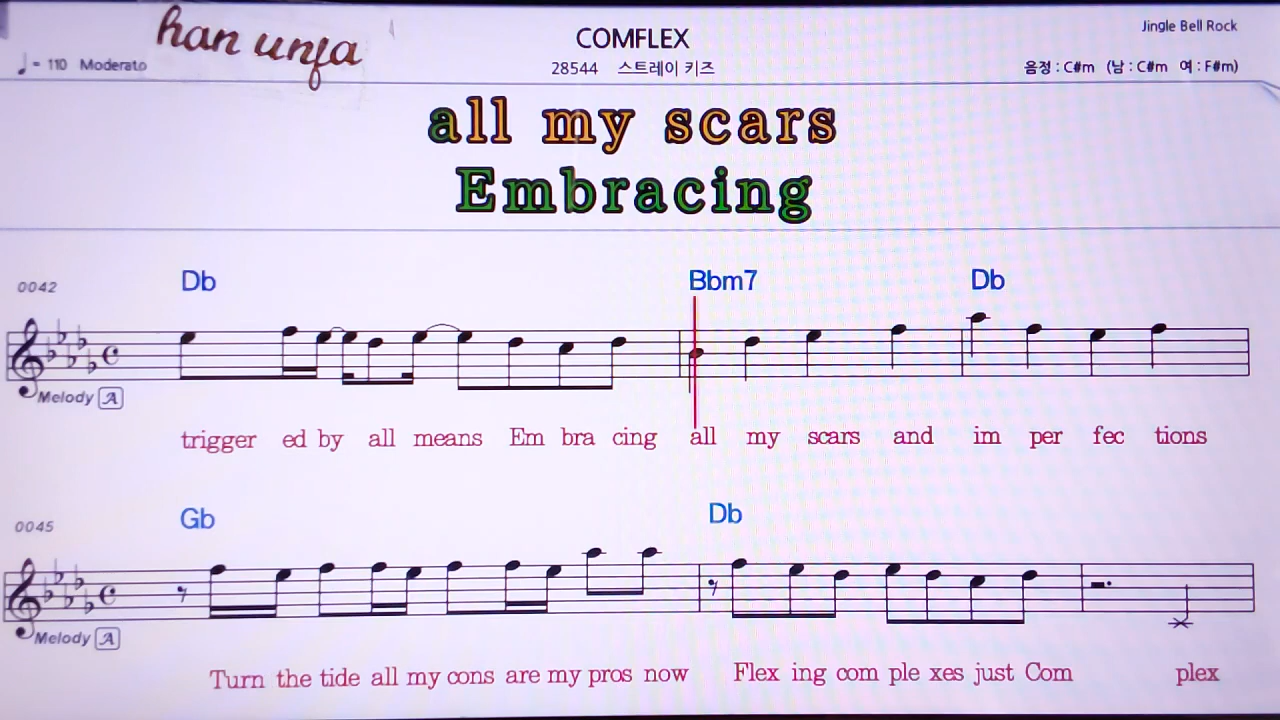 han unfa
COMFLEX
Jingle Bell Rock
= 110 Moderato
28544 스트레이 키즈
음정 : C#m (남 : C#m 여 : F#m)
all my scars
Embracing
0042 Db Bbm7 Db
Melody A
trigger ed by all means Em bra cing all my scars and im per fec tions
0045 Gb Db
Melody A
Turn the tide all my cons are my pros now Flex ing com ple xes just Com plex